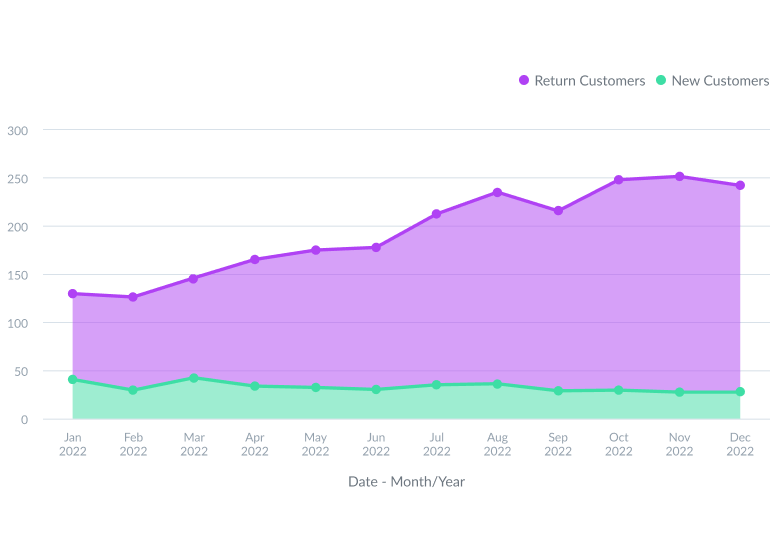 Return Customers New Customers
300
250
200
150
100
50
0
Jan Feb Mar Apr May Jun Jul Aug Sep Oct Nov Dec
2022 2022 2022 2022 2022 2022 2022 2022 2022 2022 2022 2022
Date - Month/Year